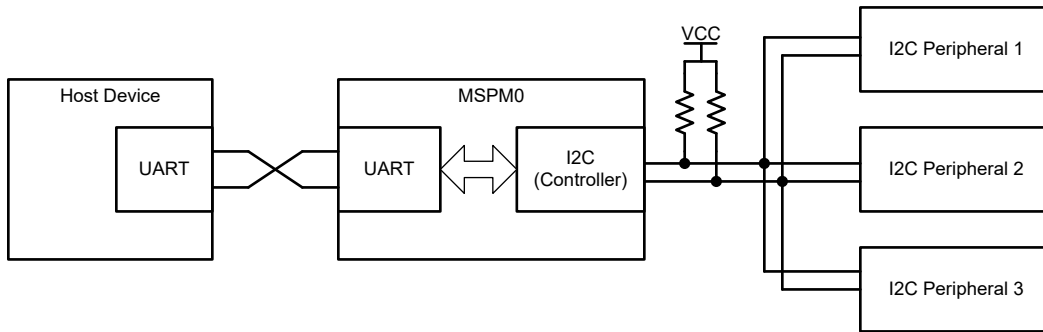 Host Device
UART
MSPM0
UART
I2C
(Controller)
VCC
I2C Peripheral 1
I2C Peripheral 2
I2C Peripheral 3